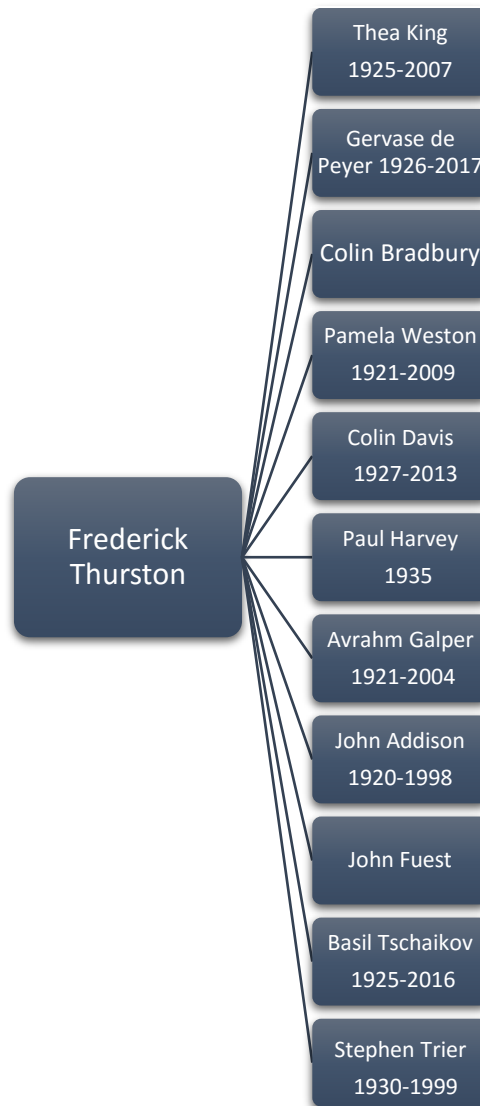 Frederick
Thurston
Thea King
1925-2007
Gervase de
Peyer 1926-2017
Colin Bradbury
Pamela Weston
1921-2009
Colin Davis
1927-2013
Paul Harvey
1935
Avrahm Galper
1921-2004
John Addison
1920-1998
John Fuest
Basil Tschaikov
1925-2016
Stephen Trier
1930-1999